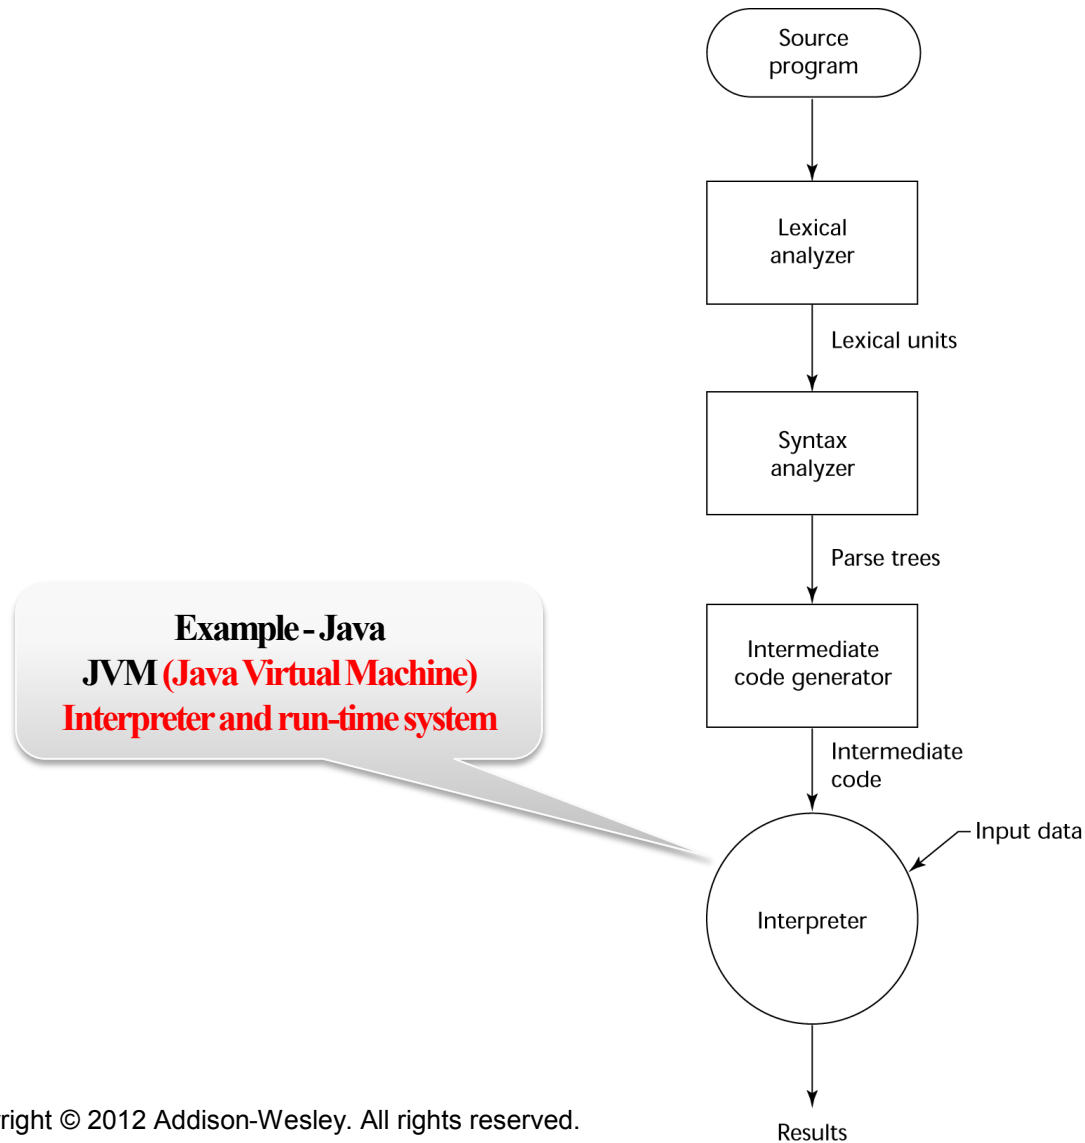 Source
program
Lexical
analyzer
Lexical units
Syntax
analyzer
Parse trees
Example - Java
JVM (Java Virtual Machine)
Interpreter and run-time system
Intermediate
code generator
Intermediate
code
Input data
Interpreter
Results
right © 2012 Addison-Wesley. All rights reserved.